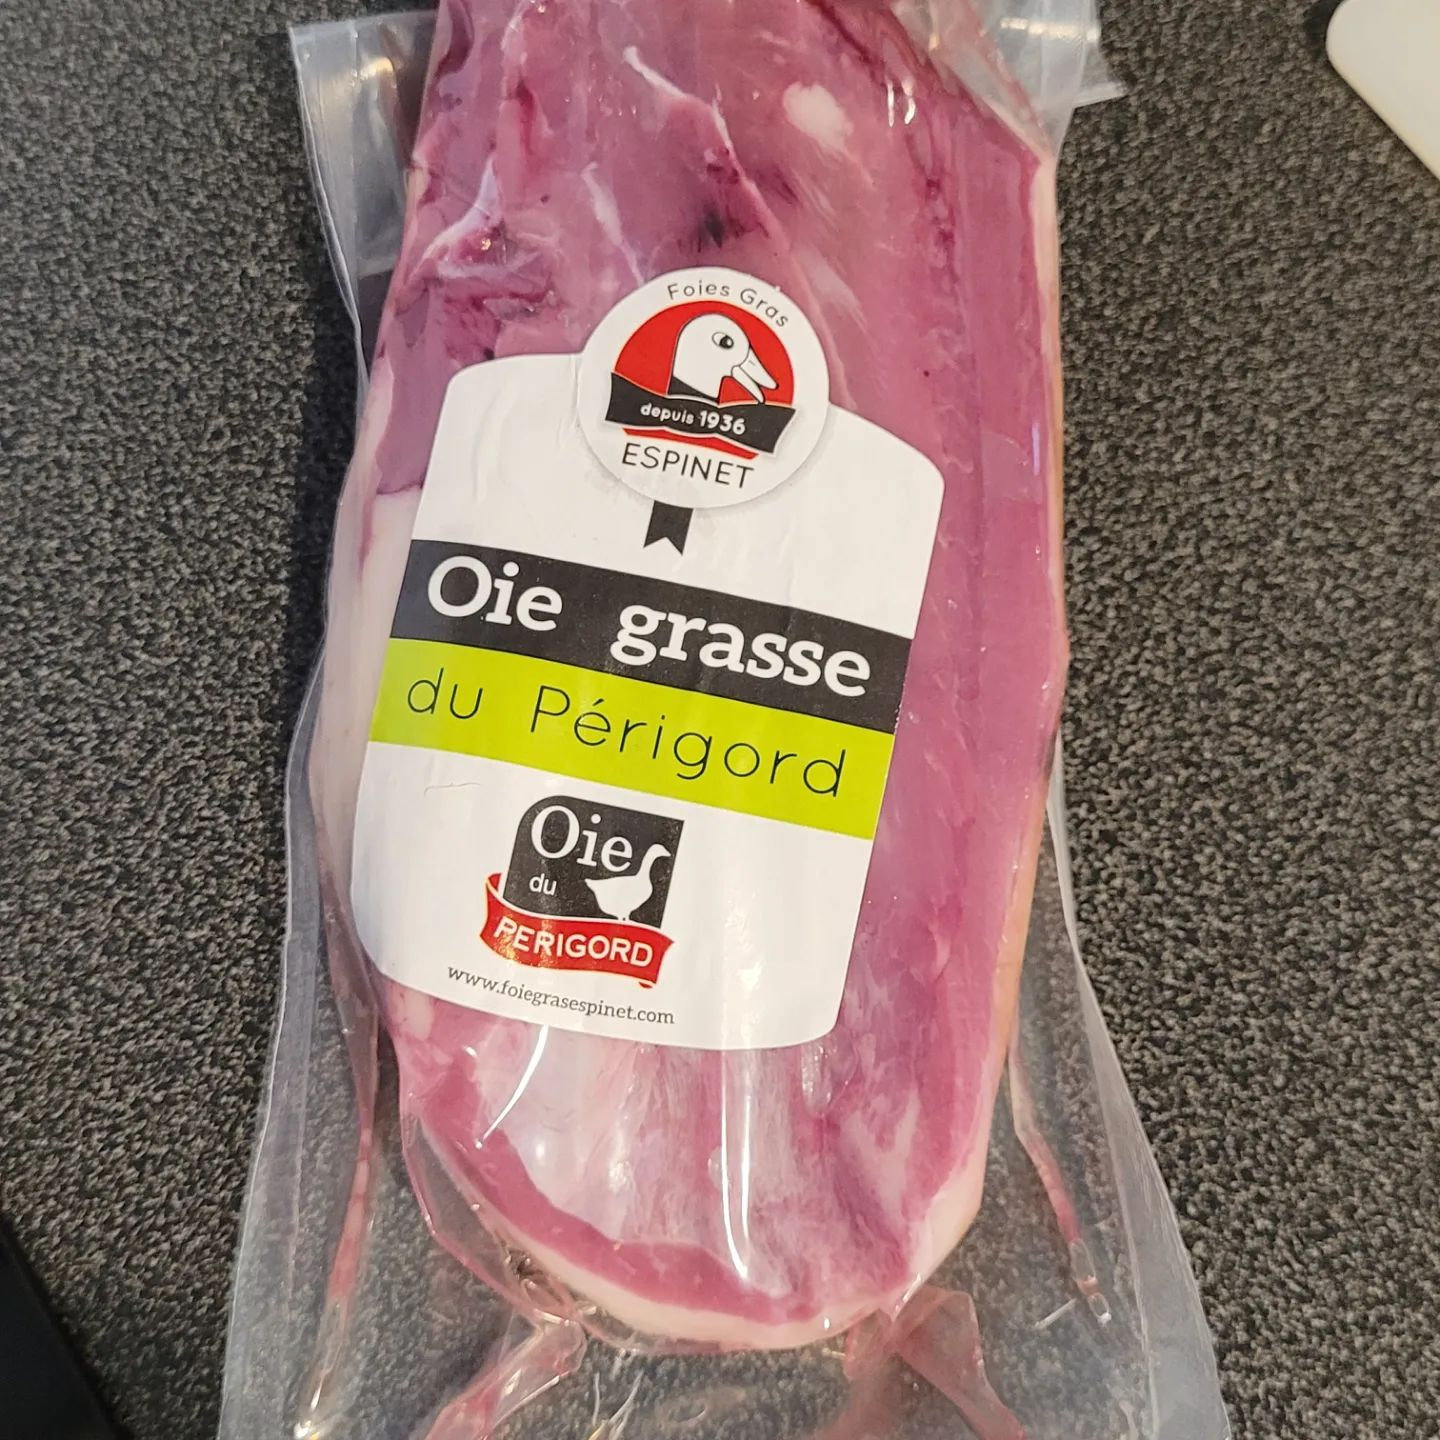 Foies Gras
depuis 1936
ESPINET
Oie grasse
du Périgord
Oie
du
PERIGORD
www.foiegrasespinet.com